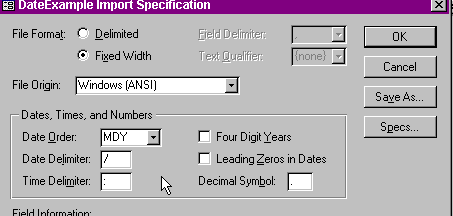 DateExample Import Specification
File Format: Delimited Field Delimiter: , OK
Fixed Width Text Qualifier: {none}
Cancel
File Origin: Windows (ANSI)
Save As...
Dates, Times, and Numbers
Specs...
Date Order: MDY Four Digit Years
Date Delimiter: / Leading Zeros in Dates
Time Delimiter: : Decimal Symbol: .
Field Information: